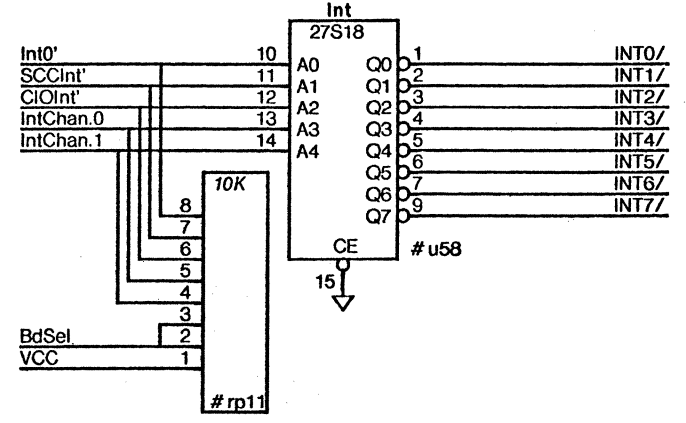 Int
27S18
Int0' 10 A0 Q0 1 INT0/
SCCInt' 11 A1 Q1 2 INT1/
CIOInt' 12 A2 Q2 3 INT2/
IntChan.0 13 A3 Q3 4 INT3/
IntChan.1 14 A4 Q4 5 INT4/
Q5 6 INT5/
Q6 7 INT6/
Q7 9 INT7/
CE
15
#u58
10K
8
7
6
5
4
3
BdSel 2
VCC 1
#rp11